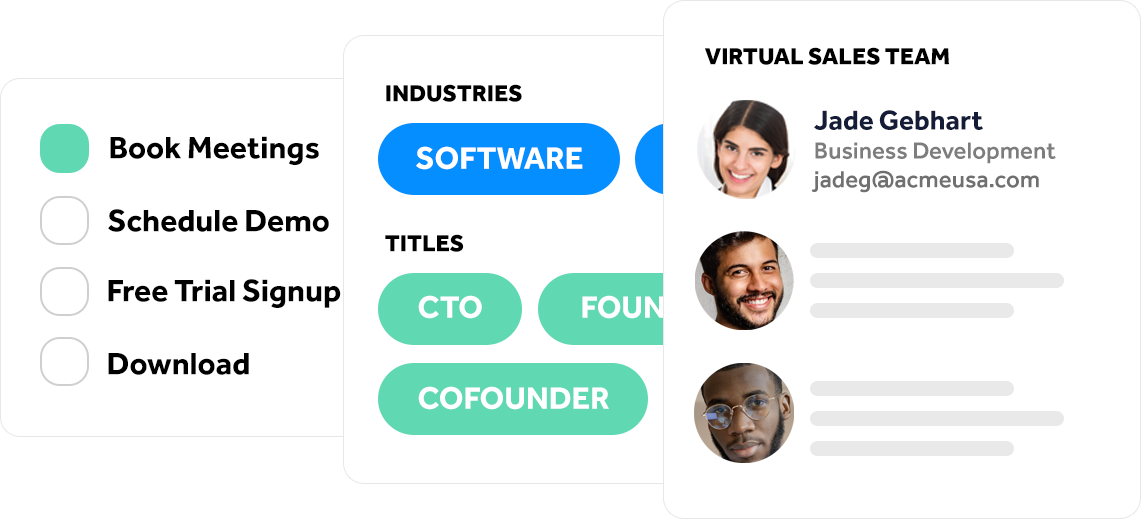 Book Meetings
Schedule Demo
Free Trial Signup
Download
INDUSTRIES
SOFTWARE
TITLES
CTO
FOUN
COFOUNDER
VIRTUAL SALES TEAM
Jade Gebhart
Business Development
jadeg@acmeusa.com